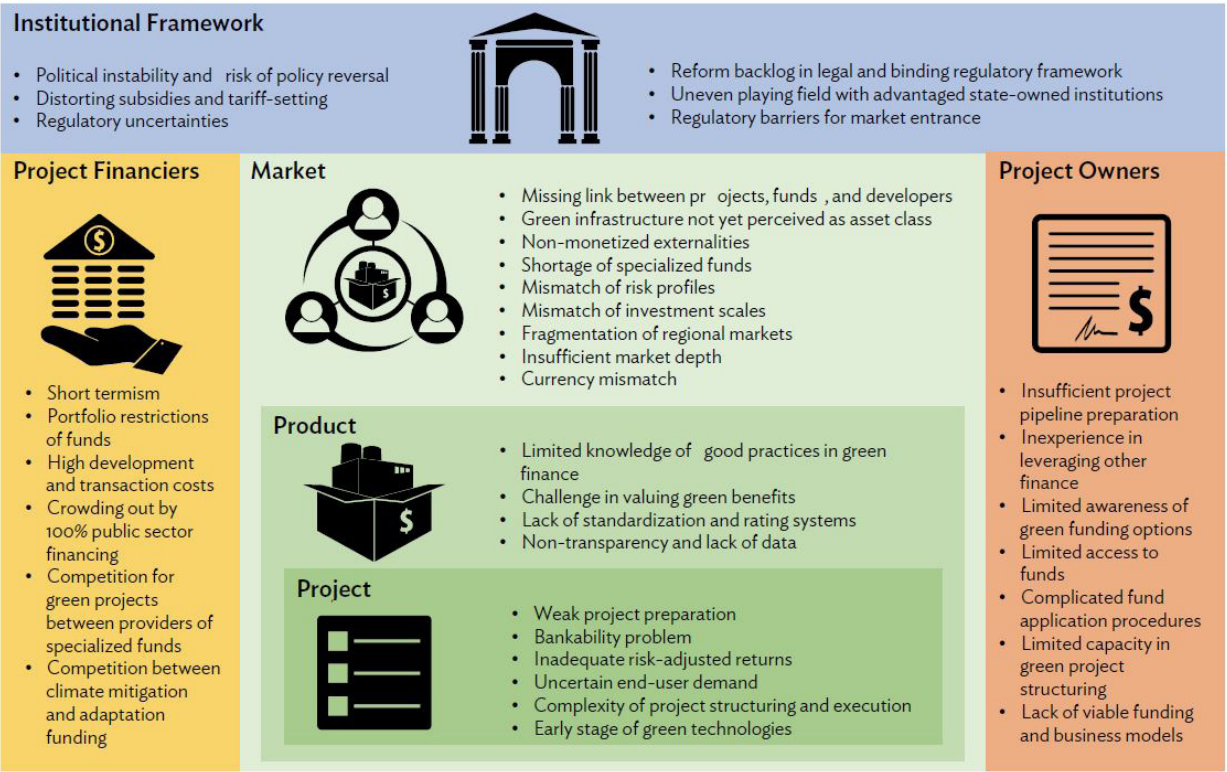 Institutional Framework
• Political instability and risk of policy reversal
• Distorting subsidies and tariff-setting
• Regulatory uncertainties
• Reform backlog in legal and binding regulatory framework
• Uneven playing field with advantaged state-owned institutions
• Regulatory barriers for market entrance
Project Financiers
$
• Short termism
• Portfolio restrictions
of funds
• High development
and transaction costs
• Crowding out by
100% public sector
financing
• Competition for
green projects
between providers of
specialized funds
• Competition between
climate mitigation
and adaptation
funding
Market
$
• Missing link between pr ojects, funds , and developers
• Green infrastructure not yet perceived as asset class
• Non-monetized externalities
• Shortage of specialized funds
• Mismatch of risk profiles
• Mismatch of investment scales
• Fragmentation of regional markets
• Insufficient market depth
• Currency mismatch
Product
$
• Limited knowledge of good practices in green
finance
• Challenge in valuing green benefits
• Lack of standardization and rating systems
• Non-transparency and lack of data
Project
• Weak project preparation
• Bankability problem
• Inadequate risk-adjusted returns
• Uncertain end-user demand
• Complexity of project structuring and execution
• Early stage of green technologies
Project Owners
$
• Insufficient project
pipeline preparation
• Inexperience in
leveraging other
finance
• Limited awareness of
green funding options
• Limited access to
funds
• Complicated fund
application procedures
• Limited capacity in
green project
structuring
• Lack of viable funding
and business models